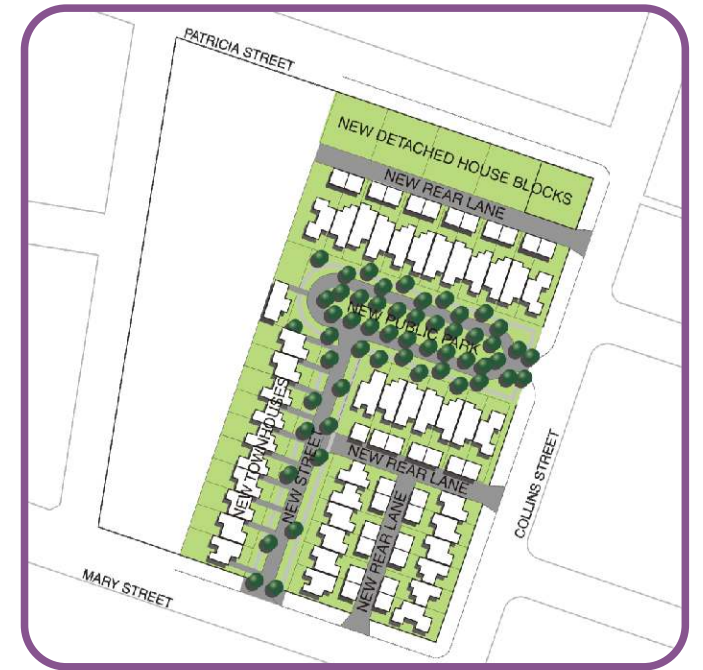 PATRICIA STREET
NEW DETACHED HOUSE BLOCKS
NEW REAR LANE
NEW PUBLIC PARK
NEW TOWNHOUSES
NEW STREET
NEW REAR LANE
NEW REAR LANE
COLLINS STREET
MARY STREET